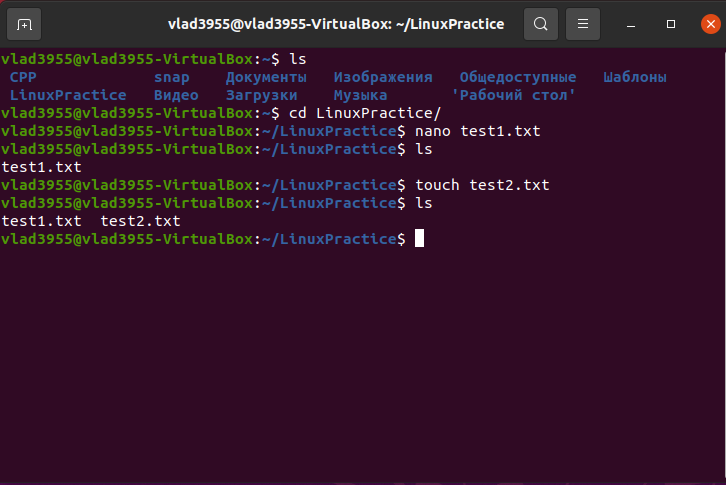 vlad3955@vlad3955-VirtualBox: ~/LinuxPractice
vlad3955@vlad3955-VirtualBox:~$ ls
CPP snap Документы Изображения Общедоступные Шаблоны
LinuxPractice Видео Загрузки Музыка 'Рабочий стол'
vlad3955@vlad3955-VirtualBox:~$ cd LinuxPractice/
vlad3955@vlad3955-VirtualBox:~/LinuxPractice$ nano test1.txt
vlad3955@vlad3955-VirtualBox:~/LinuxPractice$ ls
test1.txt
vlad3955@vlad3955-VirtualBox:~/LinuxPractice$ touch test2.txt
vlad3955@vlad3955-VirtualBox:~/LinuxPractice$ ls
test1.txt test2.txt
vlad3955@vlad3955-VirtualBox:~/LinuxPractice$